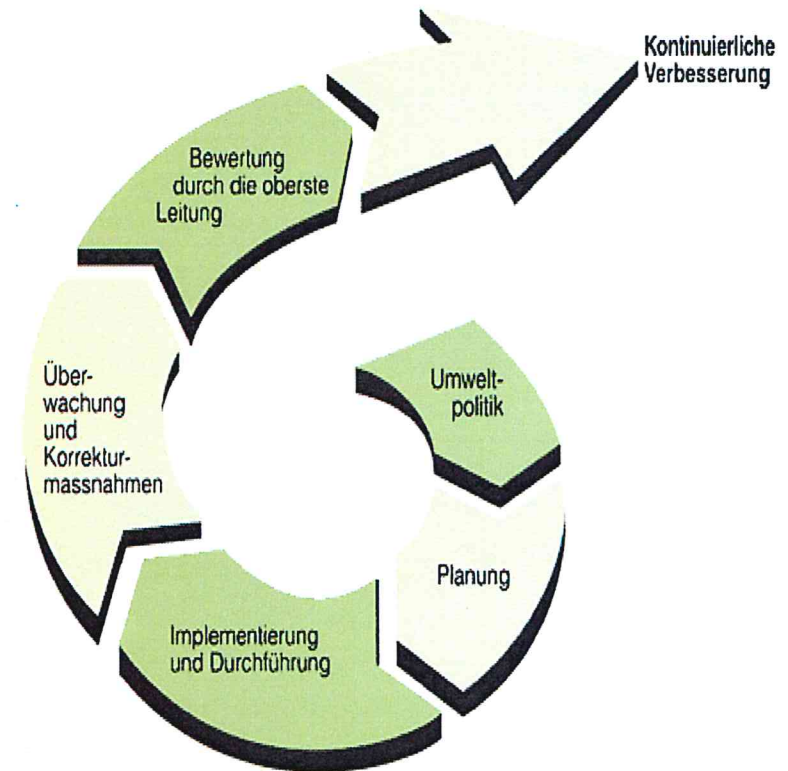 Kontinuierliche
Verbesserung
Bewertung
durch die oberste
Leitung
Über-
wachung
und
Korrektur-
massnahmen
Implementierung
und Durchführung
Planung
Umwelt-
politik